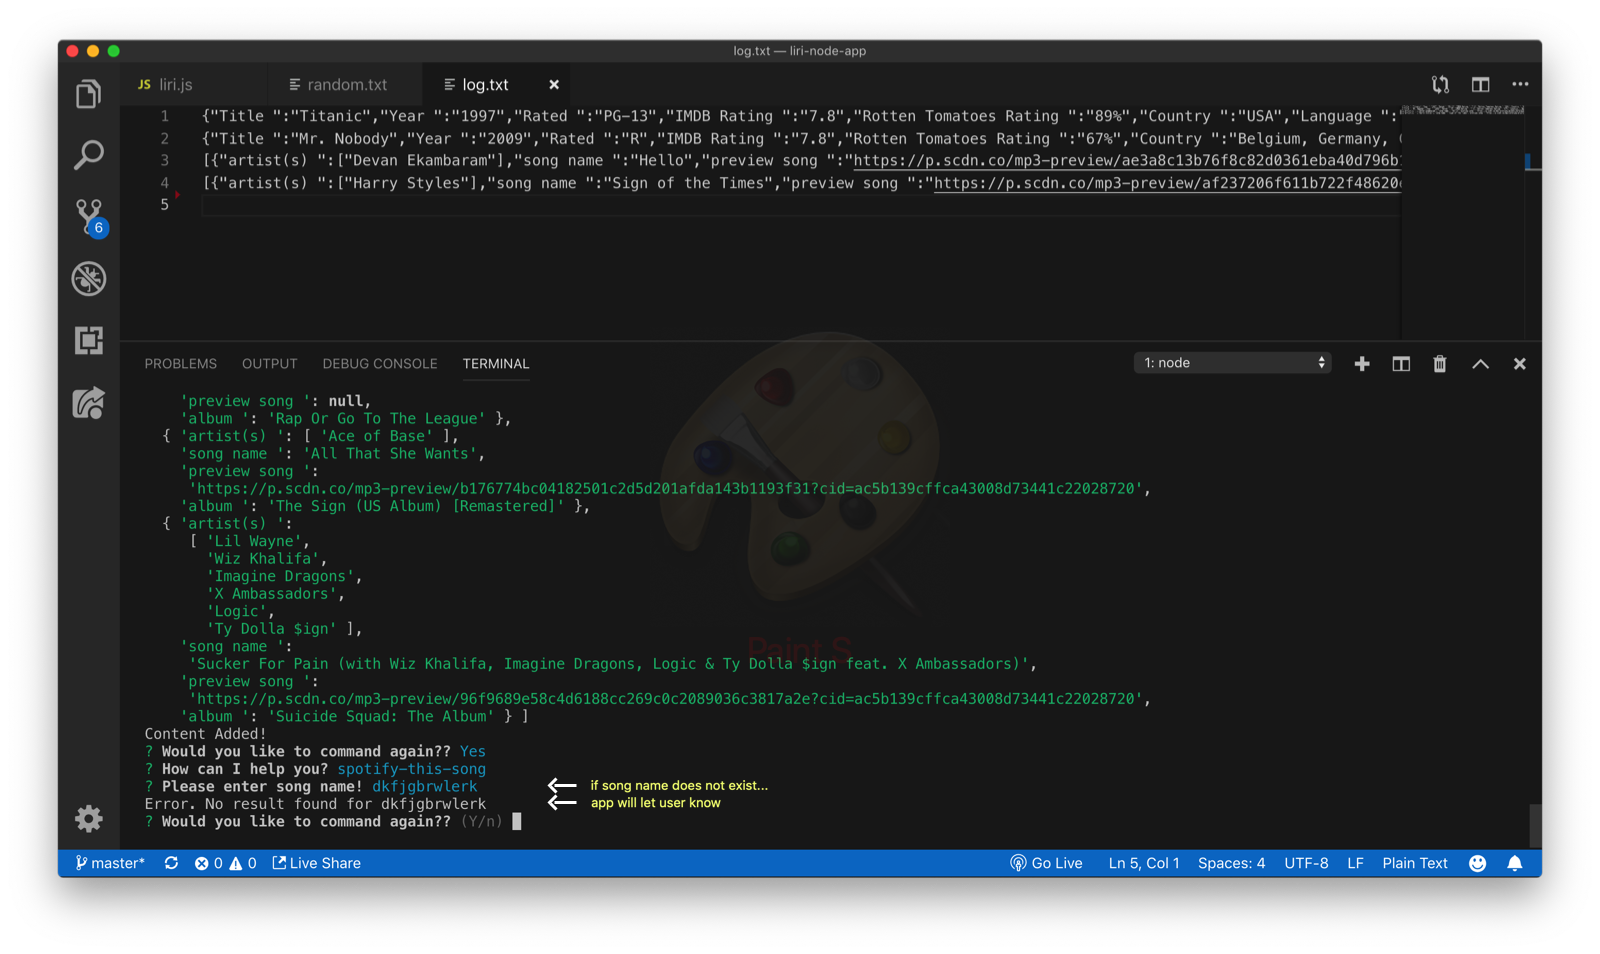 log.txt — liri-node-app
JS liri.js
random.txt
log.txt
1 {"Title ":"Titanic","Year ":"1997","Rated ":"PG-13","IMDB Rating ":"7.8","Rotten Tomatoes Rating ":"89%","Country ":"USA","Language ":
2 {"Title ":"Mr. Nobody","Year ":"2009","Rated ":"R","IMDB Rating ":"7.8","Rotten Tomatoes Rating ":"67%","Country ":"Belgium, Germany,
3 [{"artist(s) ":["Devan Ekambaram"],"song name ":"Hello","preview song ":"https://p.scdn.co/mp3-preview/ae3a8c13b76f8c82d0361eba40d796b
4 [{"artist(s) ":["Harry Styles"],"song name ":"Sign of the Times","preview song ":"https://p.scdn.co/mp3-preview/af237206f611b722f48620
5
6
PROBLEMS OUTPUT DEBUG CONSOLE TERMINAL
1: node
'preview song ': null,
'album ': 'Rap Or Go To The League' },
{ 'artist(s) ': [ 'Ace of Base' ],
'song name ': 'All That She Wants',
'preview song ':
'https://p.scdn.co/mp3-preview/b176774bc04182501c2d5d201afda143b1193f31?cid=ac5b139cffca43008d73441c22028720',
'album ': 'The Sign (US Album) [Remastered]' },
{ 'artist(s) ':
[ 'Lil Wayne',
'Wiz Khalifa',
'Imagine Dragons',
'X Ambassadors',
'Logic',
'Ty Dolla $ign' ],
'song name ':
Paint S
'Sucker For Pain (with Wiz Khalifa, Imagine Dragons, Logic & Ty Dolla $ign feat. X Ambassadors)',
'preview song ':
'https://p.scdn.co/mp3-preview/96f9689e58c4d6188cc269c0c2089036c3817a2e?cid=ac5b139cffca43008d73441c22028720',
'album ': 'Suicide Squad: The Album' } ]
Content Added!
? Would you like to command again?? Yes
? How can I help you? spotify-this-song
? Please enter song name! dkfjgbrwlerk
if song name does not exist...
Error. No result found for dkfjgbrwlerk
app will let user know
? Would you like to command again?? (Y/n)
master* 0 0 Live Share Go Live Ln 5, Col 1 Spaces: 4 UTF-8 LF Plain Text